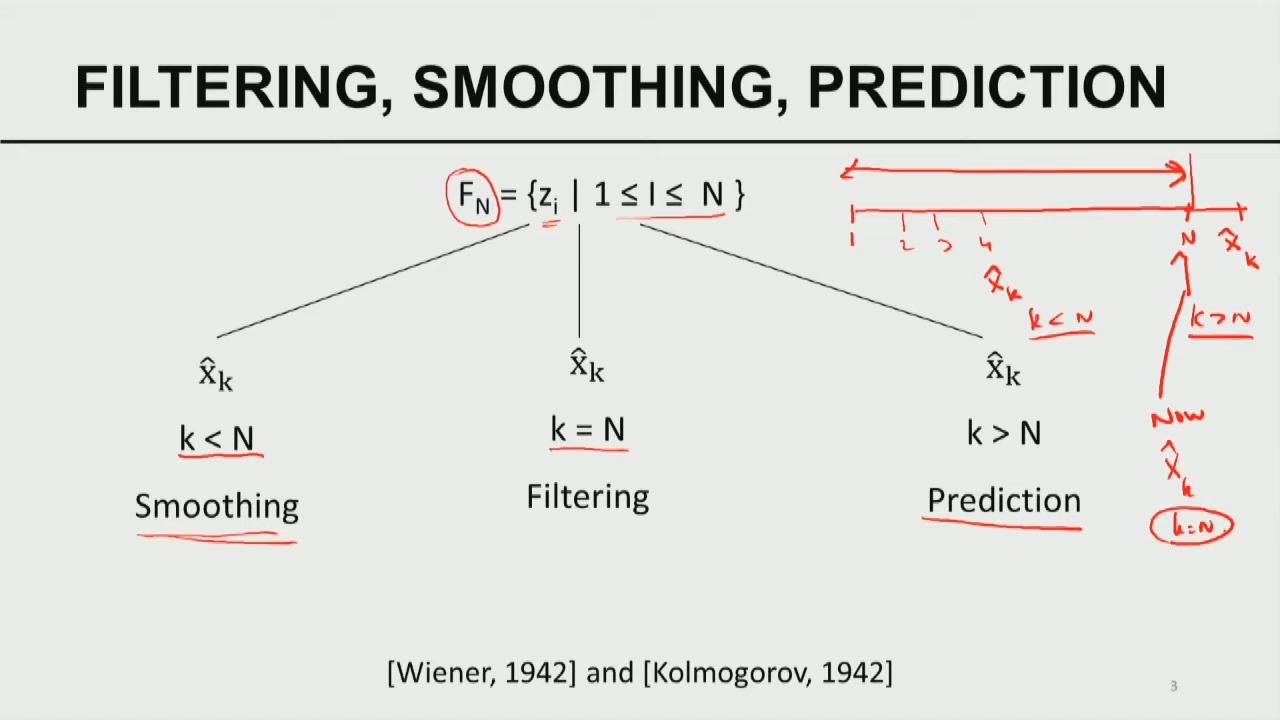 FILTERING, SMOOTHING, PREDICTION
F_N = {z_i | 1 ≤ I ≤ N }
1 2 3 4 N x̂_k
x̂_k
k < N
k > N
x̂_k x̂_k x̂_k
k < N k = N k > N
Now
x̂_k
k=N
Smoothing Filtering Prediction
[Wiener, 1942] and [Kolmogorov, 1942]
3